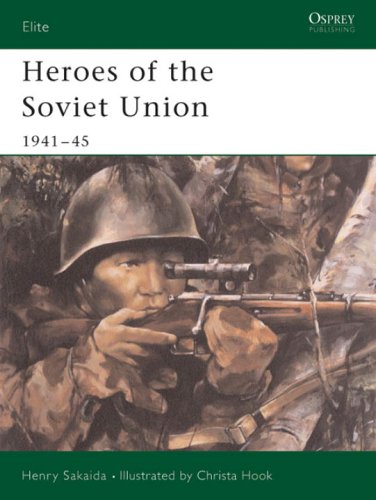 Elite
OSPREY
PUBLISHING
Heroes of the
Soviet Union
1941–45
Henry Sakaida • Illustrated by Christa Hook